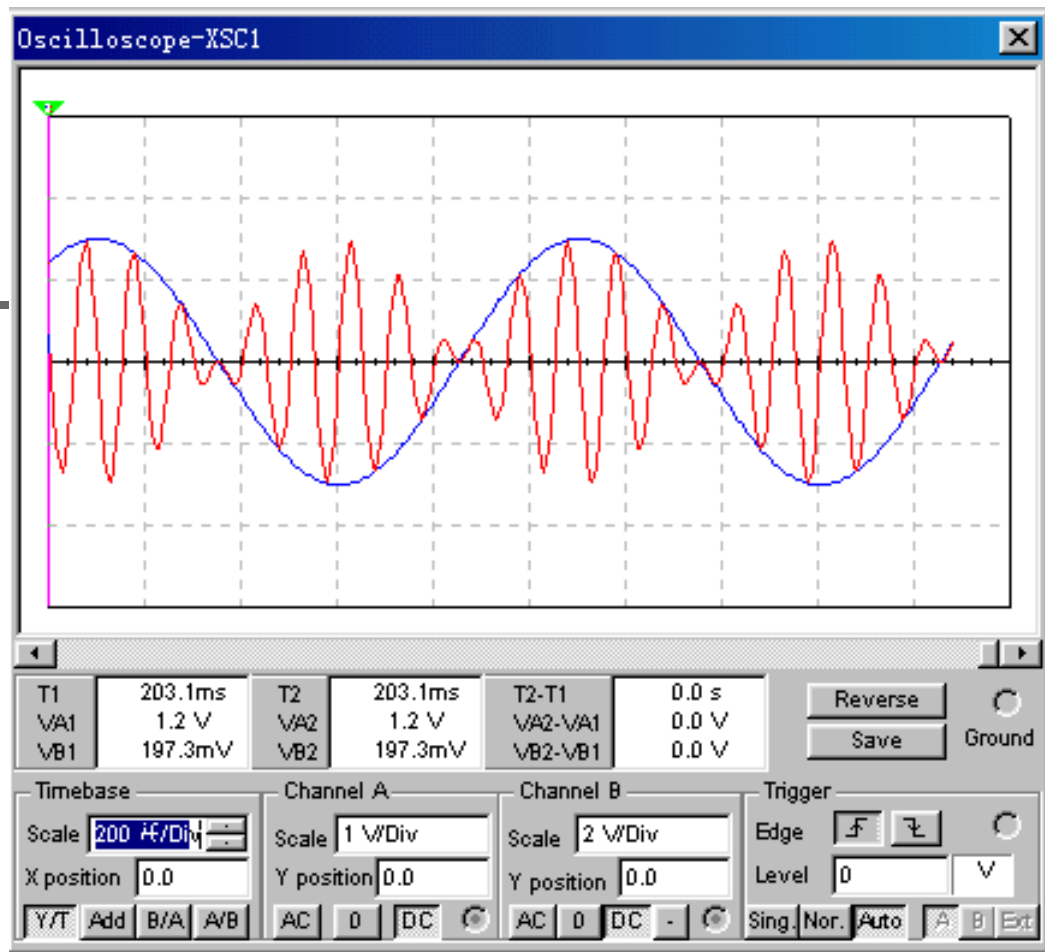 Oscilloscope-XSC1
T1 203.1ms T2 203.1ms T2-T1 0.0 s
VA1 1.2 V VA2 1.2 V VA2-VA1 0.0 V
VB1 197.3mV VB2 197.3mV VB2-VB1 0.0 V
Reverse
Save
Ground
Timebase
Scale 200 /Div
X position 0.0
Y/T Add B/A A/B
Channel A
Scale 1 V/Div
Y position 0.0
AC 0 DC
Channel B
Scale 2 V/Div
Y position 0.0
AC 0 DC -
Trigger
Edge
Level 0 V
Sing. Nor. Auto A B Ext